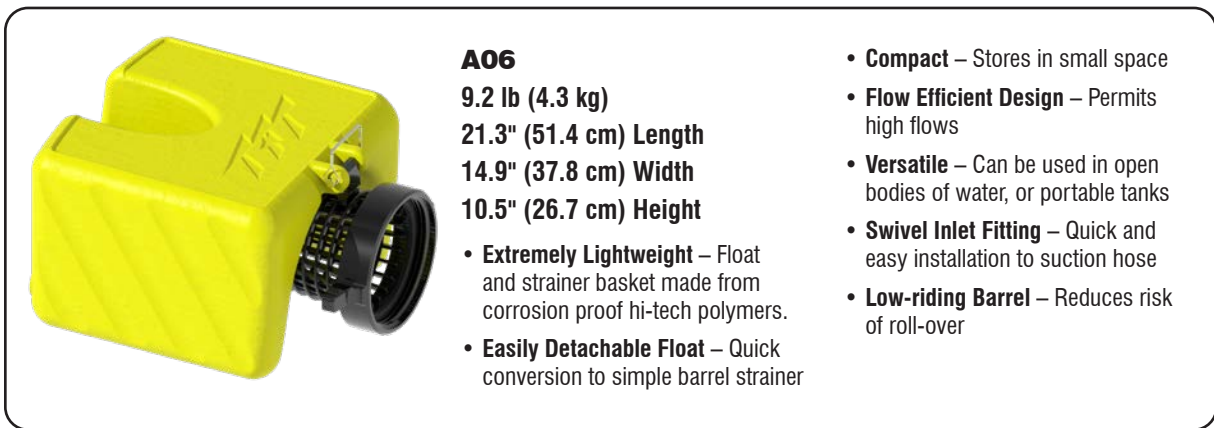 A06
9.2 lb (4.3 kg)
21.3" (51.4 cm) Length
14.9" (37.8 cm) Width
10.5" (26.7 cm) Height
• Extremely Lightweight – Float
and strainer basket made from
corrosion proof hi-tech polymers.
• Easily Detachable Float – Quick
conversion to simple barrel strainer
• Compact – Stores in small space
• Flow Efficient Design – Permits
high flows
• Versatile – Can be used in open
bodies of water, or portable tanks
• Swivel Inlet Fitting – Quick and
easy installation to suction hose
• Low-riding Barrel – Reduces risk
of roll-over